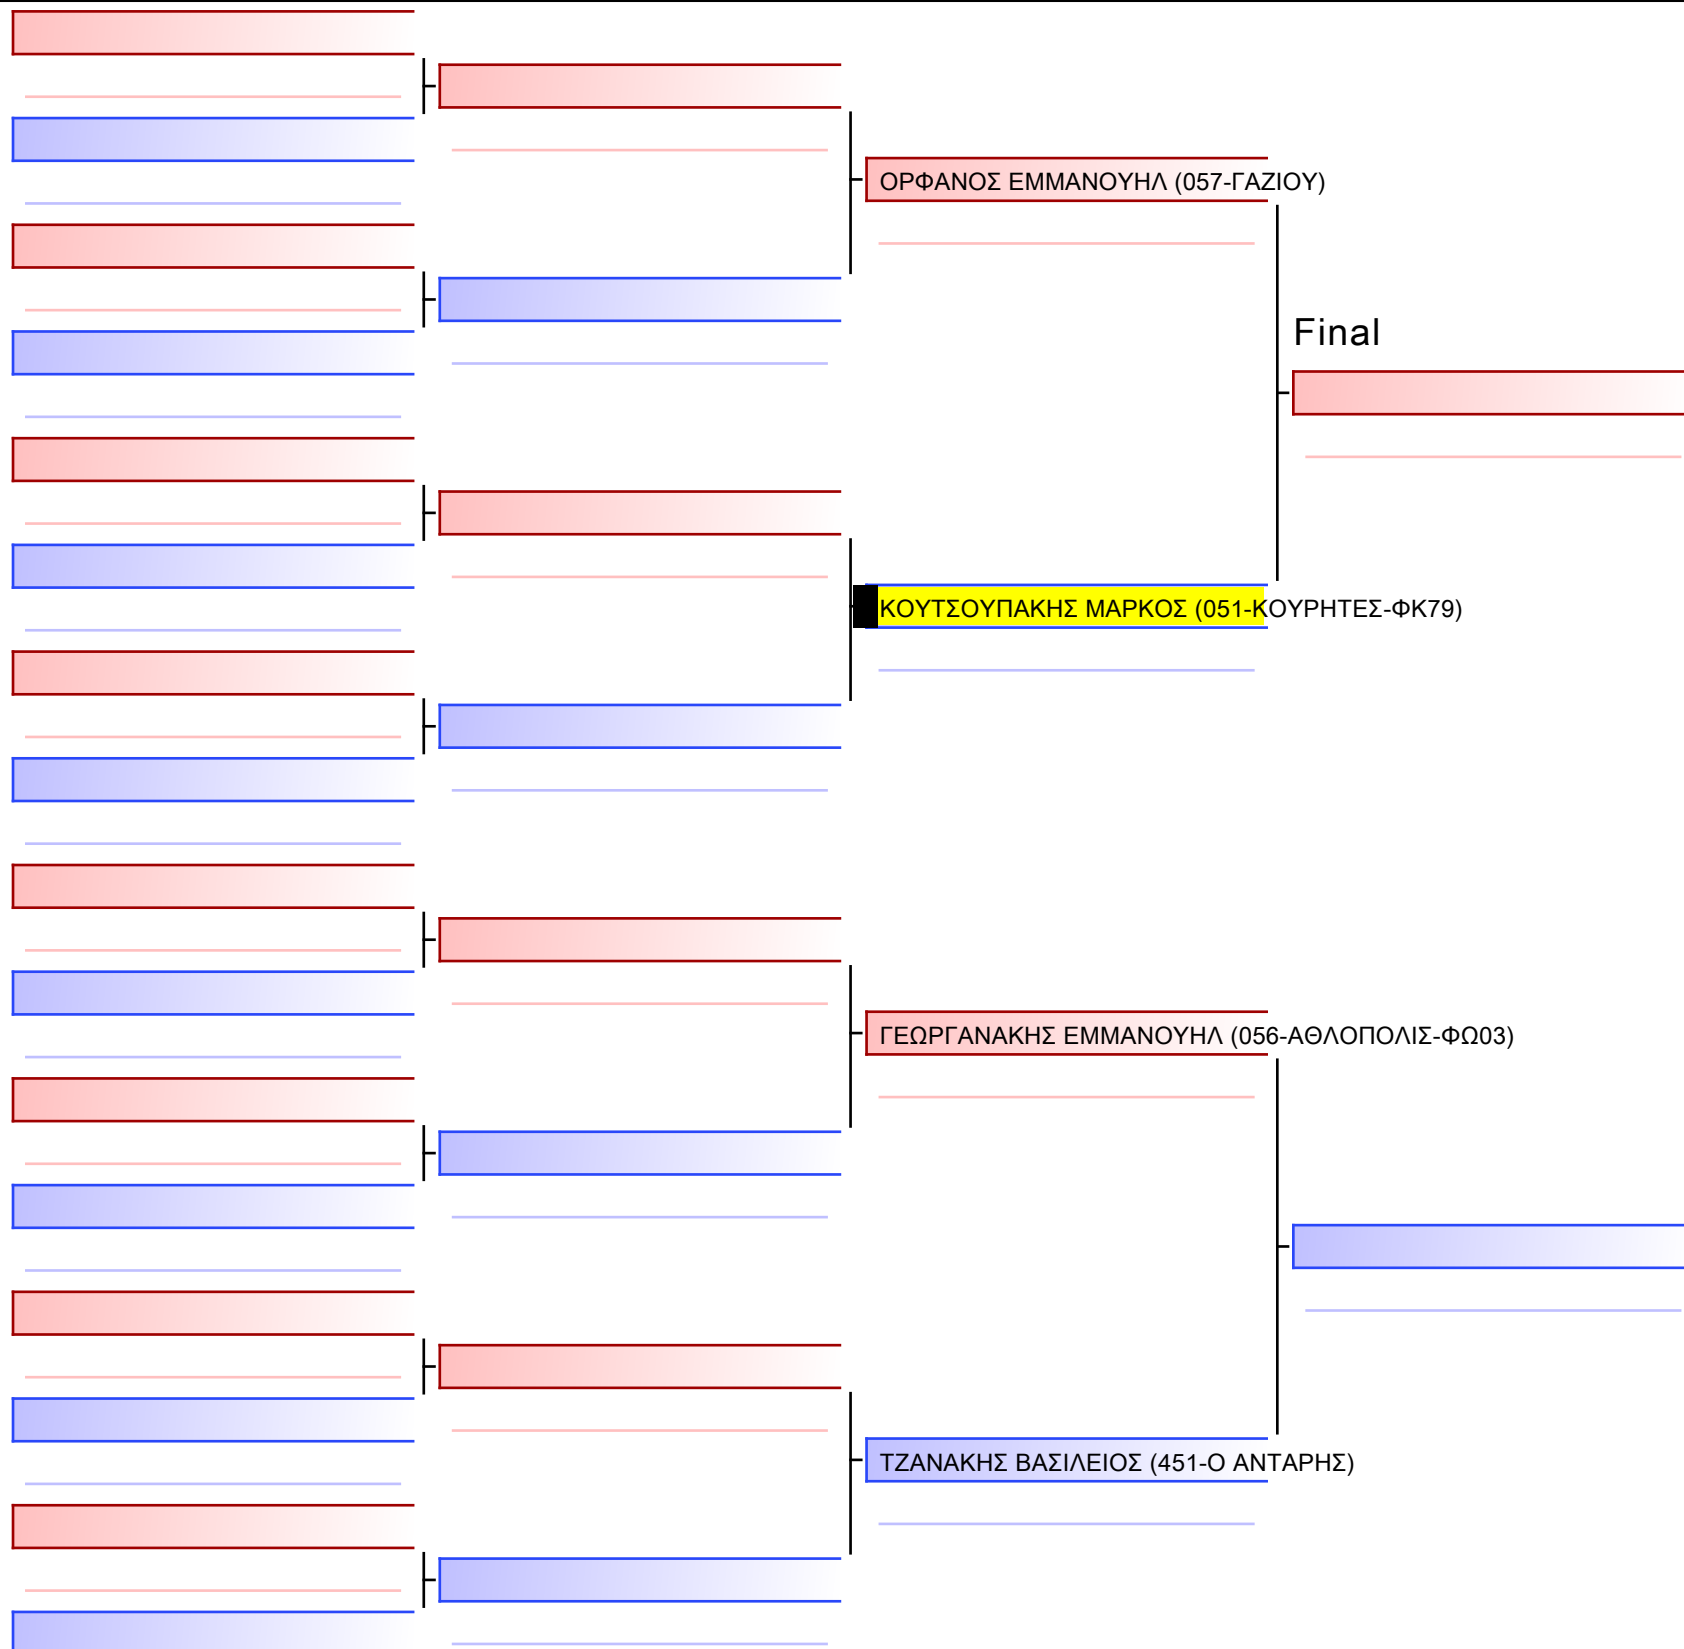 ΟΡΦΑΝΟΣ ΕΜΜΑΝΟΥΗΛ (057-ΓΑΖΙΟΥ)
Final
ΚΟΥΤΣΟΥΠΑΚΗΣ ΜΑΡΚΟΣ (051-ΚΟΥΡΗΤΕΣ-ΦΚ79)
ΓΕΩΡΓΑΝΑΚΗΣ ΕΜΜΑΝΟΥΗΛ (056-ΑΘΛΟΠΟΛΙΣ-ΦΩ03)
ΤΖΑΝΑΚΗΣ ΒΑΣΙΛΕΙΟΣ (451-Ο ΑΝΤΑΡΗΣ)